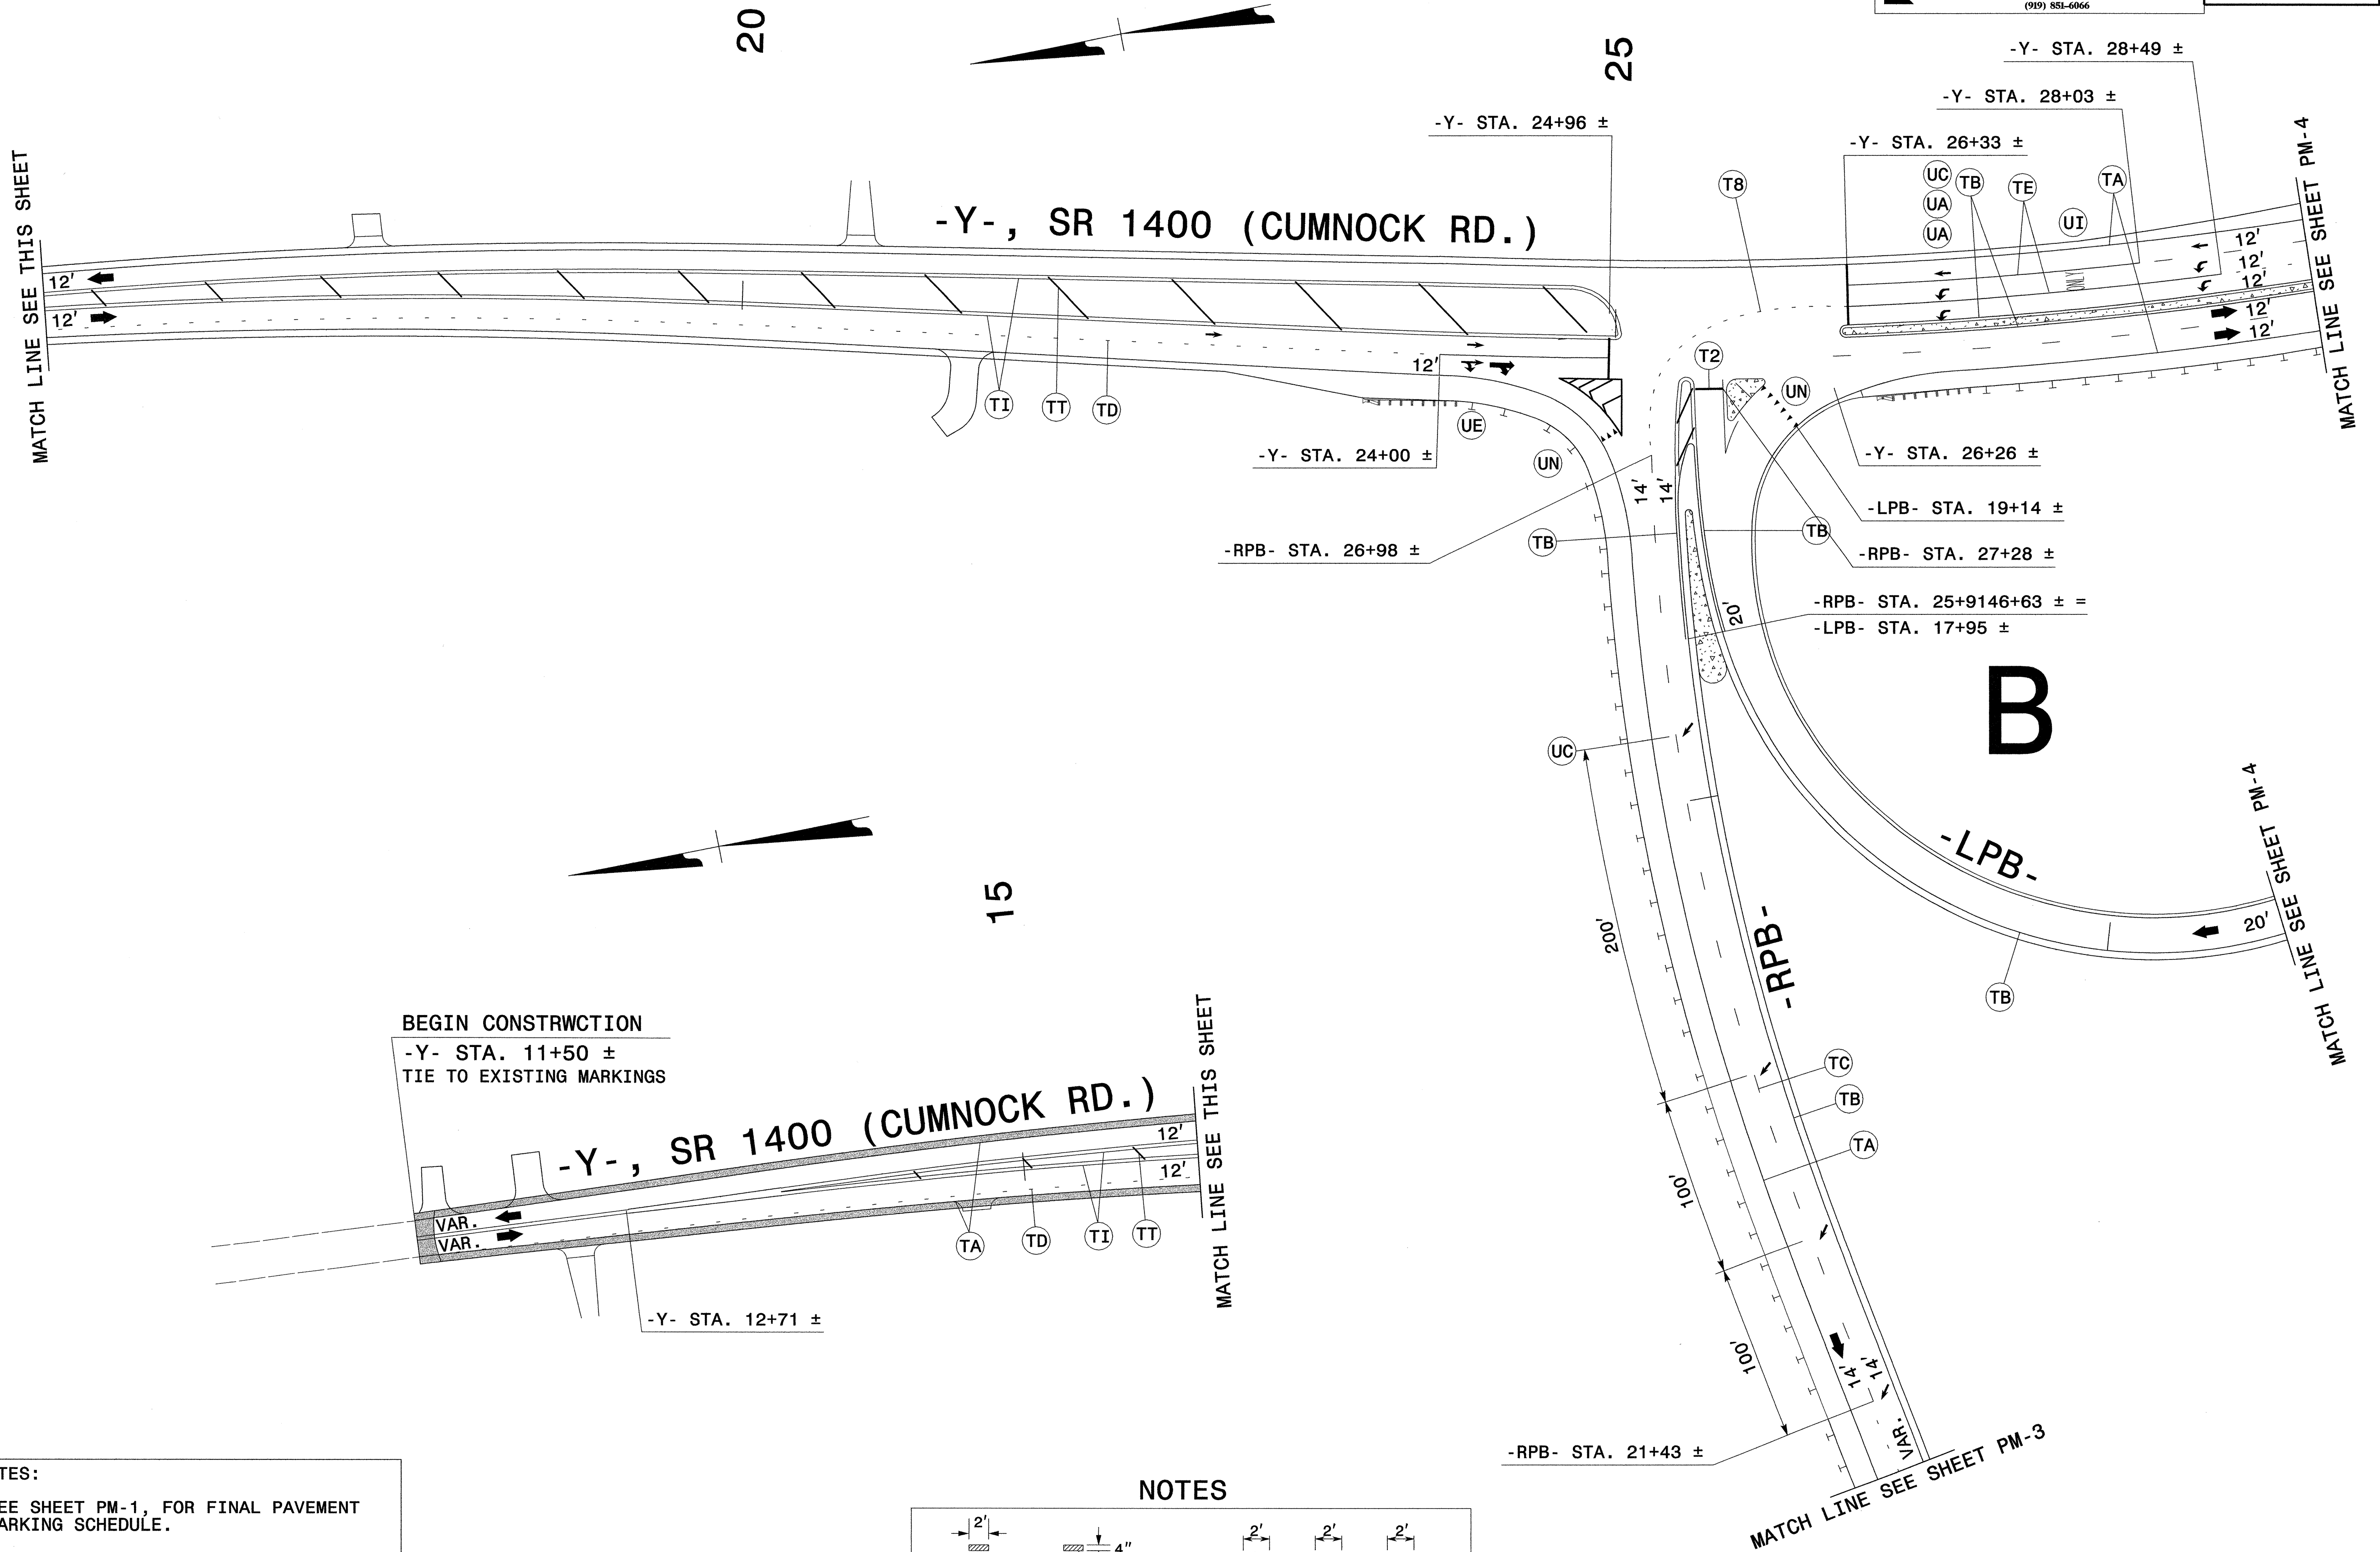 (919) 851-6066
20
25
-Y- STA. 28+49 ±
-Y- STA. 28+03 ±
-Y- STA. 24+96 ±
-Y- STA. 26+33 ±
MATCH LINE SEE THIS SHEET
-Y-, SR 1400 (CUMNOCK RD.)
T8
UC
UA
UA
TB
TE
UI
TA
MATCH LINE SEE SHEET PM-4
12'
12'
12'
12'
12'
12'
12'
12'
ONLY
T2
UN
TI
TT
TD
UE
UN
-Y- STA. 24+00 ±
-Y- STA. 26+26 ±
-LPB- STA. 19+14 ±
-RPB- STA. 26+98 ±
14'
14'
TB
TB
-RPB- STA. 27+28 ±
-RPB- STA. 25+9146+63 ± =
-LPB- STA. 17+95 ±
20'
B
UC
-LPB-
20'
MATCH LINE SEE SHEET PM-4
MATCH LINE SEE SHEET PM-4
TB
200'
-RPB-
15
BEGIN CONSTRWCTION
-Y- STA. 11+50 ±
TIE TO EXISTING MARKINGS
-Y-, SR 1400 (CUMNOCK RD.)
MATCH LINE SEE THIS SHEET
12'
12'
VAR.
VAR.
TA
TD
TI
TT
-Y- STA. 12+71 ±
TC
TB
TA
100'
100'
14'
14'
VAR.
-RPB- STA. 21+43 ±
MATCH LINE SEE SHEET PM-3
TES:
EE SHEET PM-1, FOR FINAL PAVEMENT
ARKING SCHEDULE.
NOTES
2'
4"
2'
2'
2'